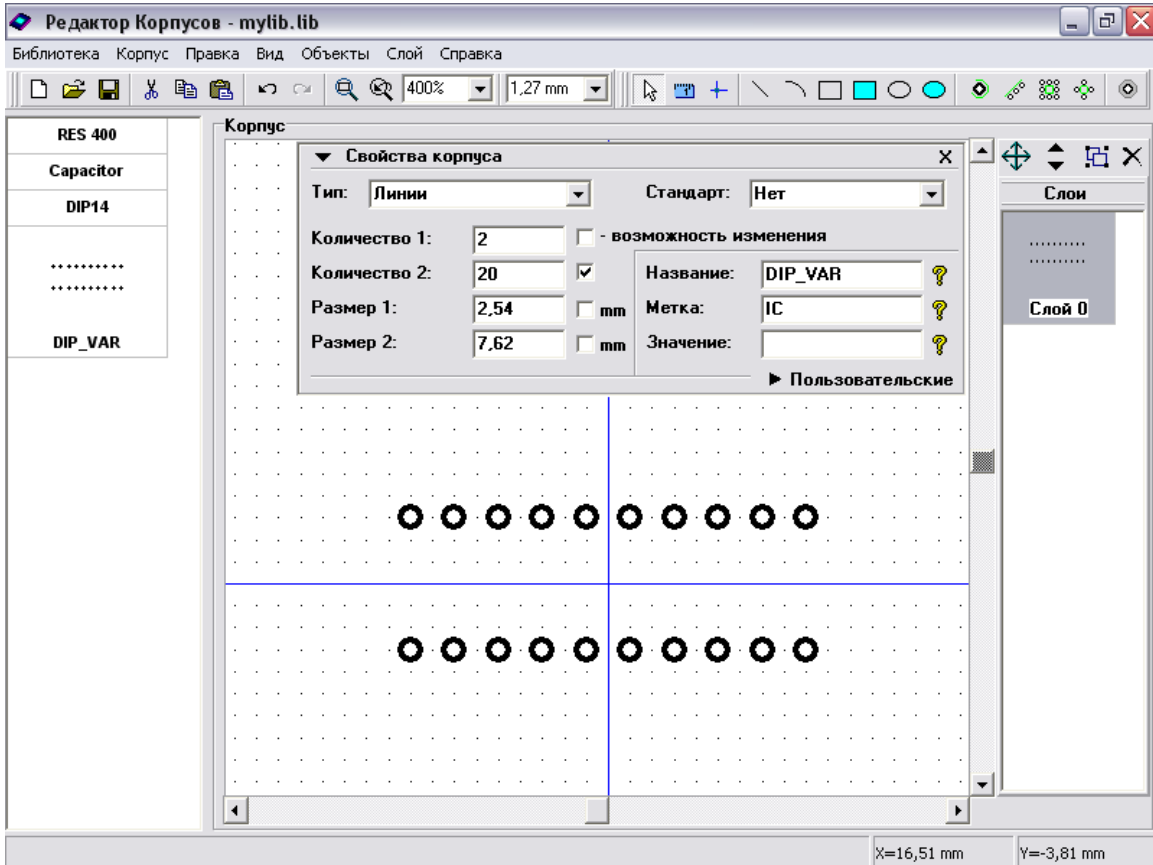 Редактор Корпусов - mylib.lib
Библиотека Корпус Правка Вид Объекты Слой Справка
400% 1,27 mm
RES 400
Capacitor
DIP14
DIP_VAR
Корпус
Свойства корпуса
Тип: Линии Стандарт: Нет
Количество 1: 2 - возможность изменения
Количество 2: 20 Название: DIP_VAR
Размер 1: 2,54 mm Метка: IC
Размер 2: 7,62 mm Значение:
Пользовательские
Слои
Слой 0
X=16,51 mm Y=-3,81 mm